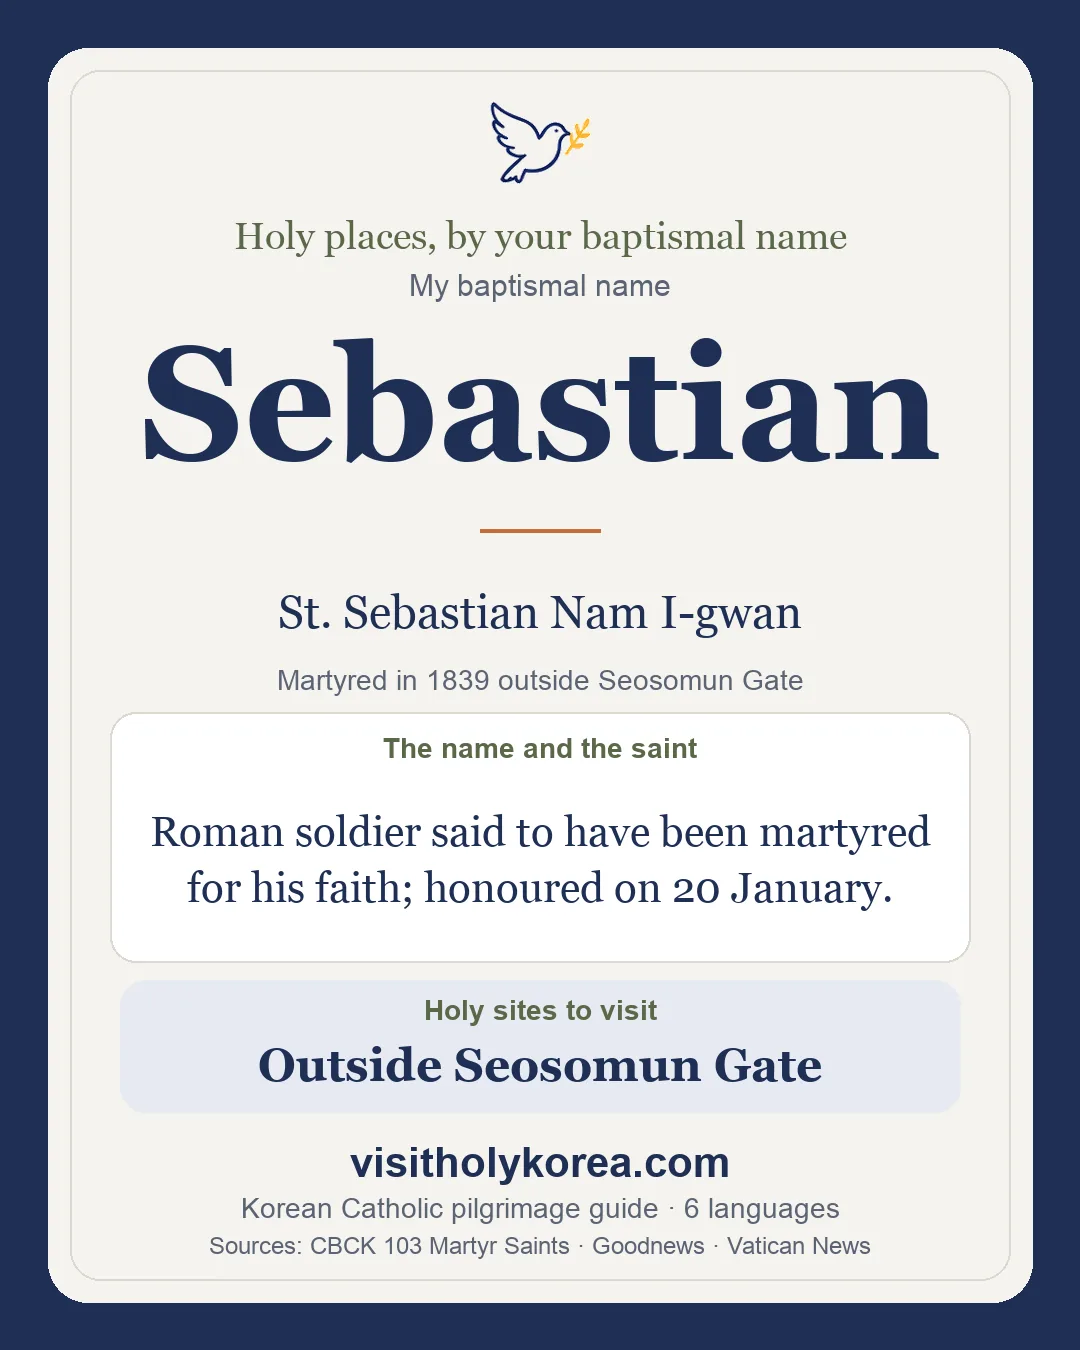 Holy places, by your baptismal name
My baptismal name
Sebastian
St. Sebastian Nam I-gwan
Martyred in 1839 outside Seosomun Gate
The name and the saint
Roman soldier said to have been martyred
for his faith; honoured on 20 January.
Holy sites to visit
Outside Seosomun Gate
visitholykorea.com
Korean Catholic pilgrimage guide · 6 languages
Sources: CBCK 103 Martyr Saints · Goodnews · Vatican News